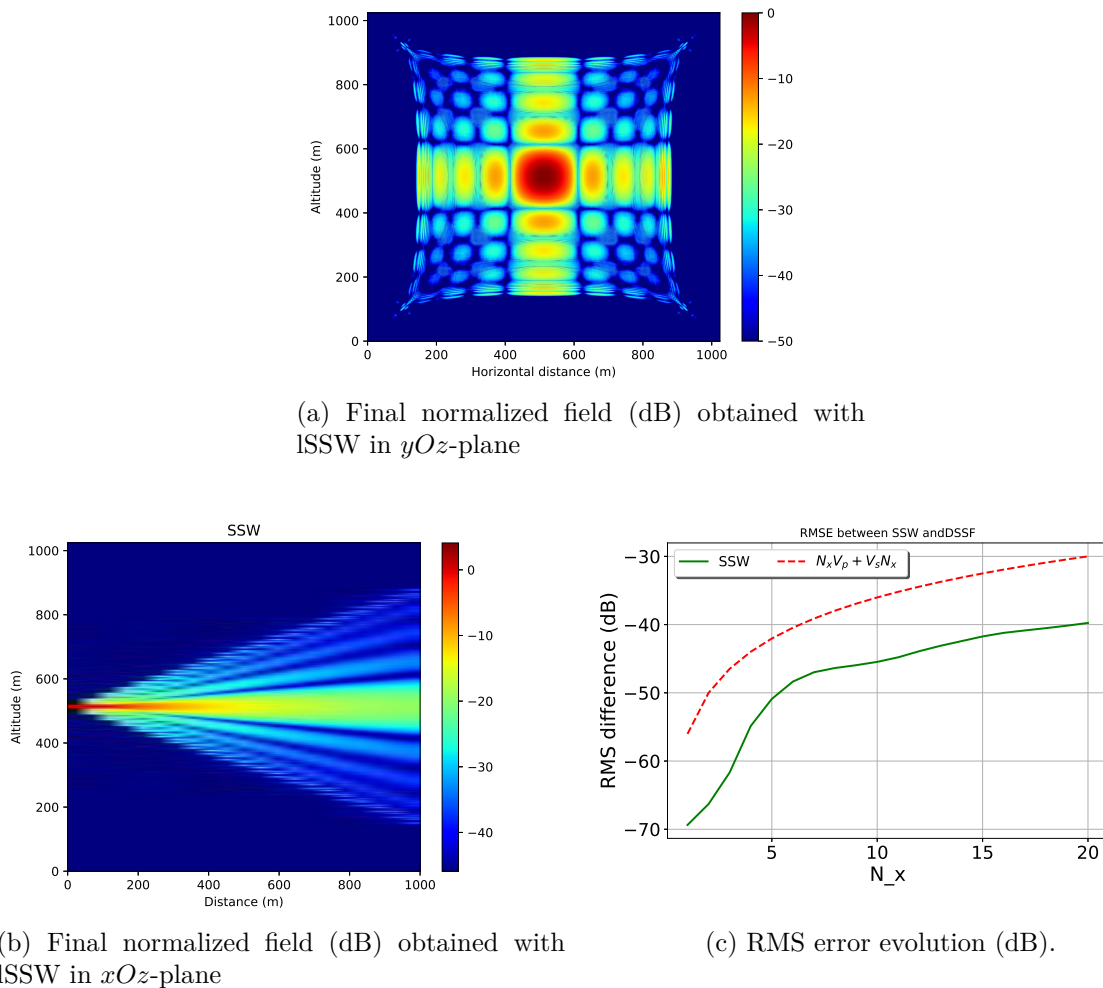 1000
800
600
400
200
0
Altitude (m)
0 200 400 600 800 1000
Horizontal distance (m)
0
−10
−20
−30
−40
−50
(a) Final normalized field (dB) obtained with
lSSW in yOz-plane
SSW
1000
800
600
400
200
0
Altitude (m)
0 200 400 600 800 1000
Distance (m)
0
−10
−20
−30
−40
(b) Final normalized field (dB) obtained with
lSSW in xOz-plane
RMSE between SSW andDSSF
SSW
N_xV_p + V_sN_x
−30
−40
−50
−60
−70
RMS difference (dB)
5 10 15 20
N_x
(c) RMS error evolution (dB).